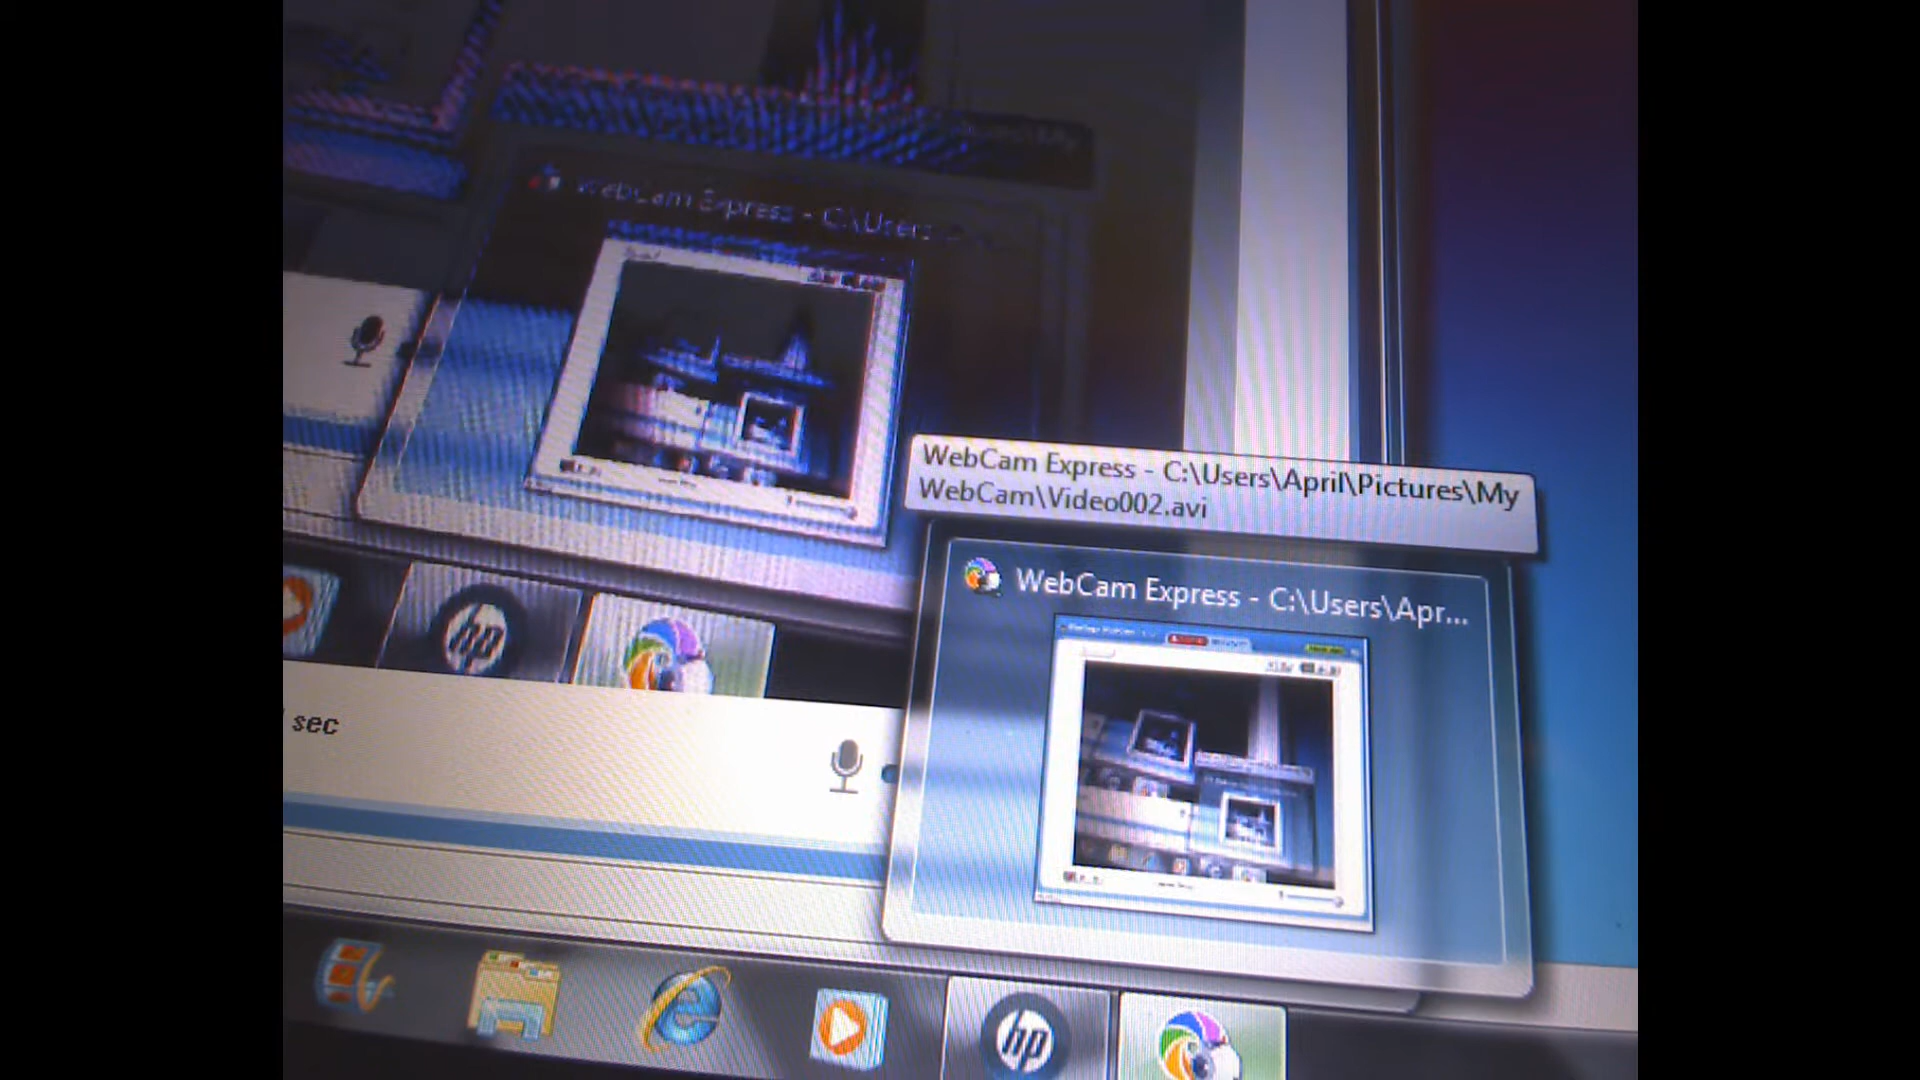 WebCam Express - C:\Users
WebCam Express - C:\Users\April\Pictures\My
WebCam\Video002.avi
WebCam Express - C:\Users\Apr...
hp
sec
hp